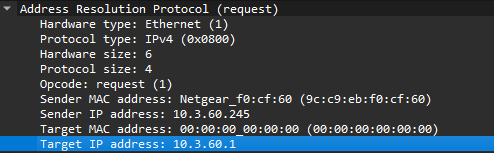 Address Resolution Protocol (request)
Hardware type: Ethernet (1)
Protocol type: IPv4 (0x0800)
Hardware size: 6
Protocol size: 4
Opcode: request (1)
Sender MAC address: Netgear_f0:cf:60 (9c:c9:eb:f0:cf:60)
Sender IP address: 10.3.60.245
Target MAC address: 00:00:00_00:00:00 (00:00:00:00:00:00)
Target IP address: 10.3.60.1